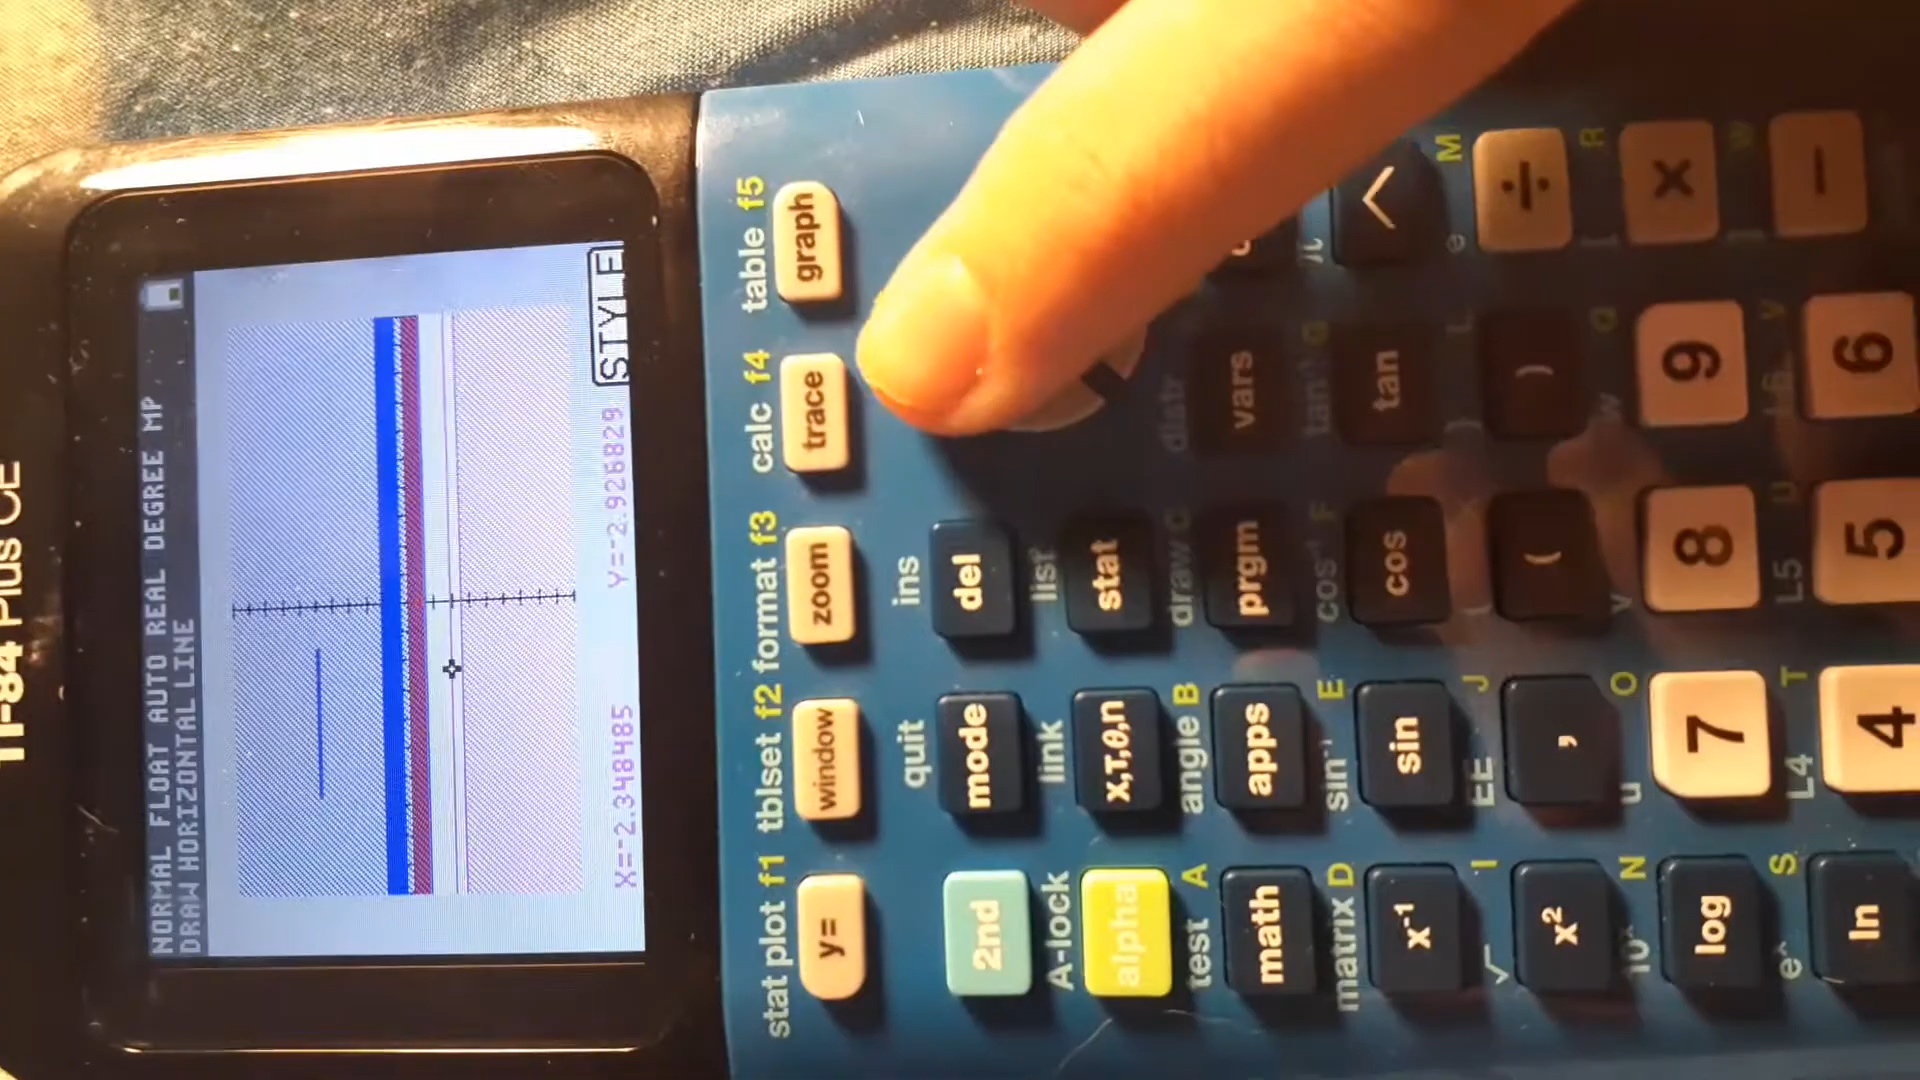 TI-84 Plus CE
NORMAL FLOAT AUTO REAL DEGREE MP
DRAW HORIZONTAL LINE
X=-2.348485 Y=-2.926829
STYLE
stat plot f1 tblset f2 format f3 calc f4 table f5
y= window zoom trace graph
quit ins
2nd mode del
A-lock link list
alpha X,T,θ,n stat
test A angle B draw C distr
math apps prgm vars
matrix D sin⁻¹ E cos⁻¹ F tan⁻¹ G π
x⁻¹ sin cos tan ^
√ I EE J { } L e M
x² , ( ) ÷
10ˣ N u O v w Q [ R
log 7 8 9 ×
eˣ S L4 T L5 U L6 V ] W
ln 4 5 6 −